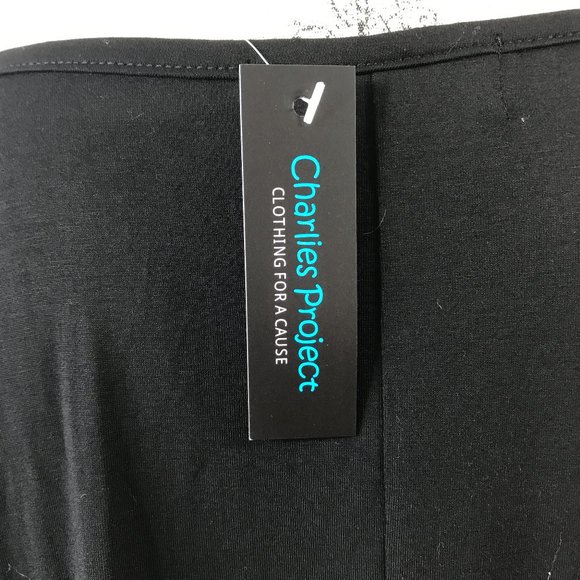 Charlies Project
CLOTHING FOR A CAUSE